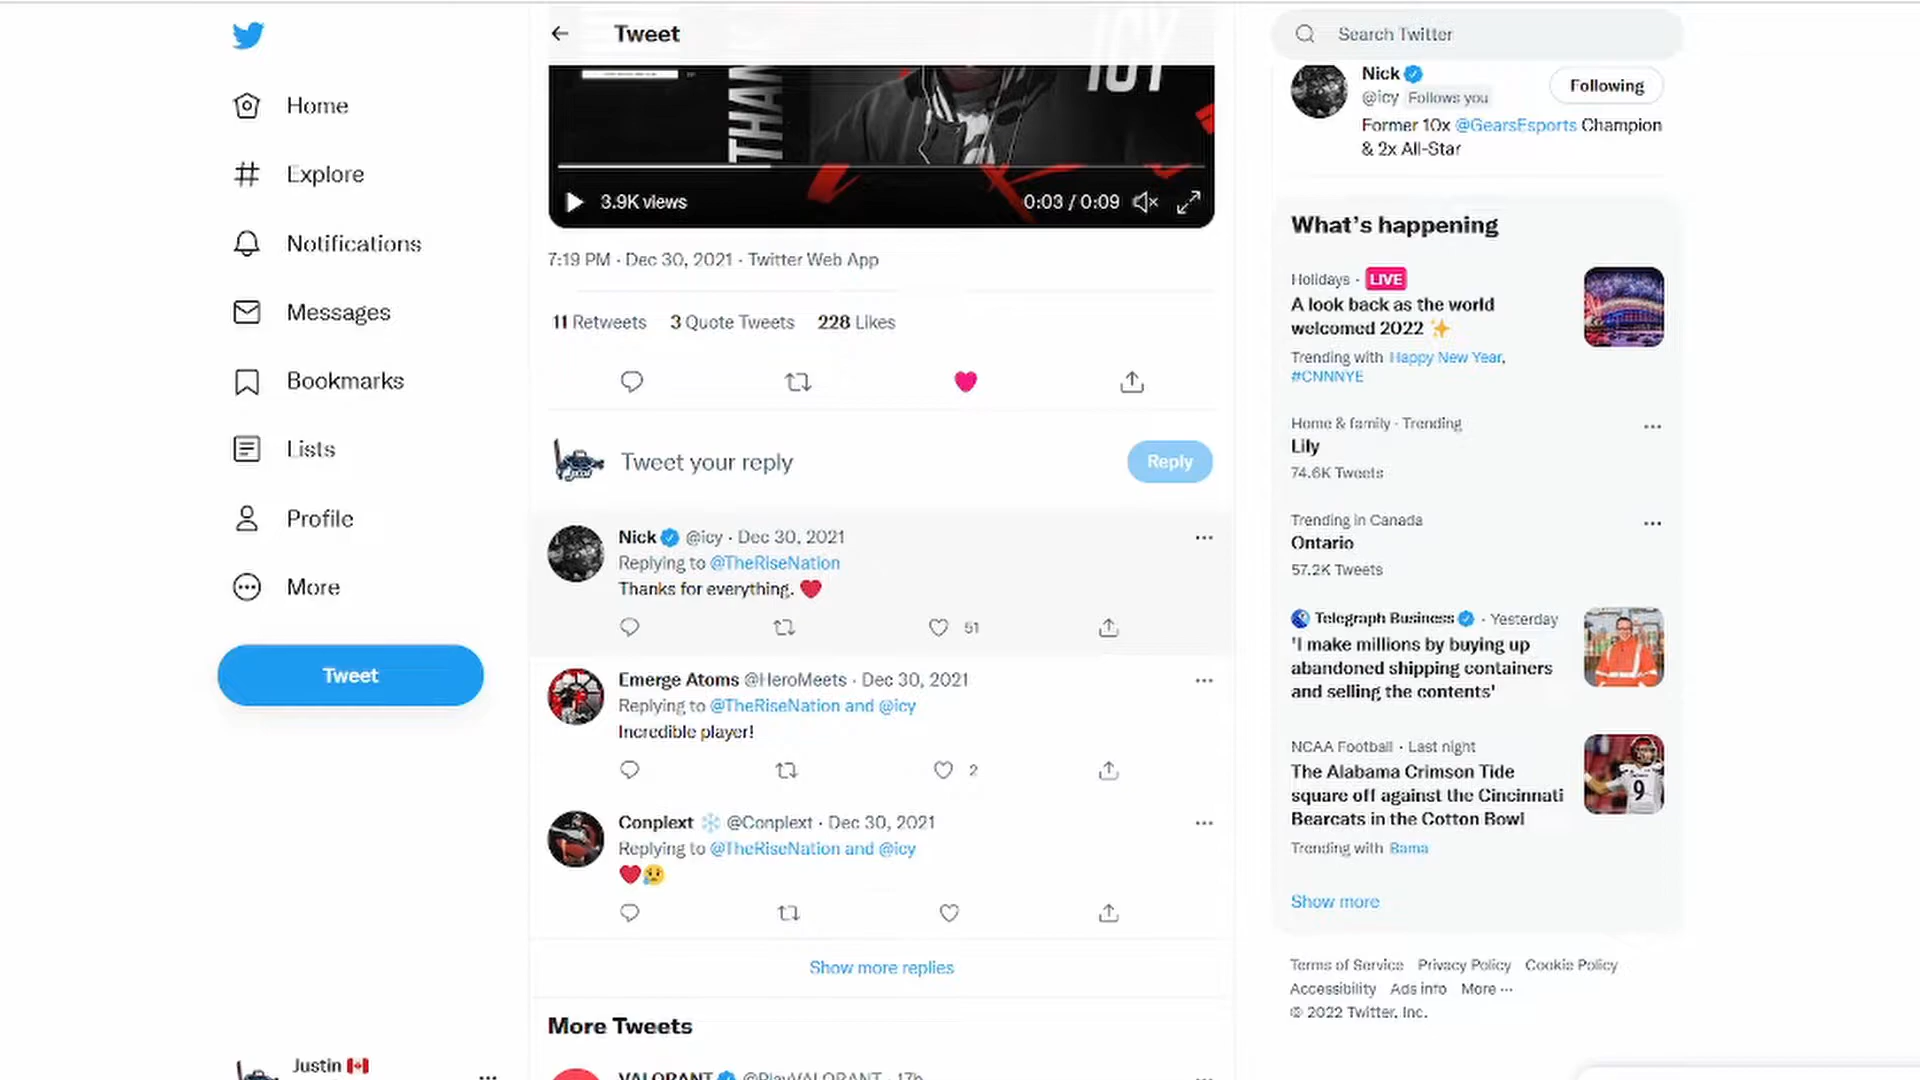 Home
Explore
Notifications
Messages
Bookmarks
Lists
Profile
More
Tweet
Justin
Tweet
THAN
ICY
3.9K views
0:03 / 0:09
7:19 PM · Dec 30, 2021 · Twitter Web App
11 Retweets 3 Quote Tweets 228 Likes
Tweet your reply
Reply
Nick @icy · Dec 30, 2021
Replying to @TheRiseNation
Thanks for everything. ❤️
51
Emerge Atoms @HeroMeets · Dec 30, 2021
Replying to @TheRiseNation and @icy
Incredible player!
2
Conplext ❄️ @Conplext · Dec 30, 2021
Replying to @TheRiseNation and @icy
❤️😢
Show more replies
More Tweets
VALORANT @PlayVALORANT · 17h
Search Twitter
Nick
@icy Follows you
Following
Former 10x @GearsEsports Champion
& 2x All-Star
What's happening
Holidays · LIVE
A look back as the world
welcomed 2022 ✨
Trending with Happy New Year,
#CNNNYE
Home & family · Trending
Lily
74.6K Tweets
Trending in Canada
Ontario
57.2K Tweets
Telegraph Business · Yesterday
'I make millions by buying up
abandoned shipping containers
and selling the contents'
NCAA Football · Last night
The Alabama Crimson Tide
square off against the Cincinnati
Bearcats in the Cotton Bowl
9
Trending with Bama
Show more
Terms of Service Privacy Policy Cookie Policy
Accessibility Ads info More ···
© 2022 Twitter, Inc.